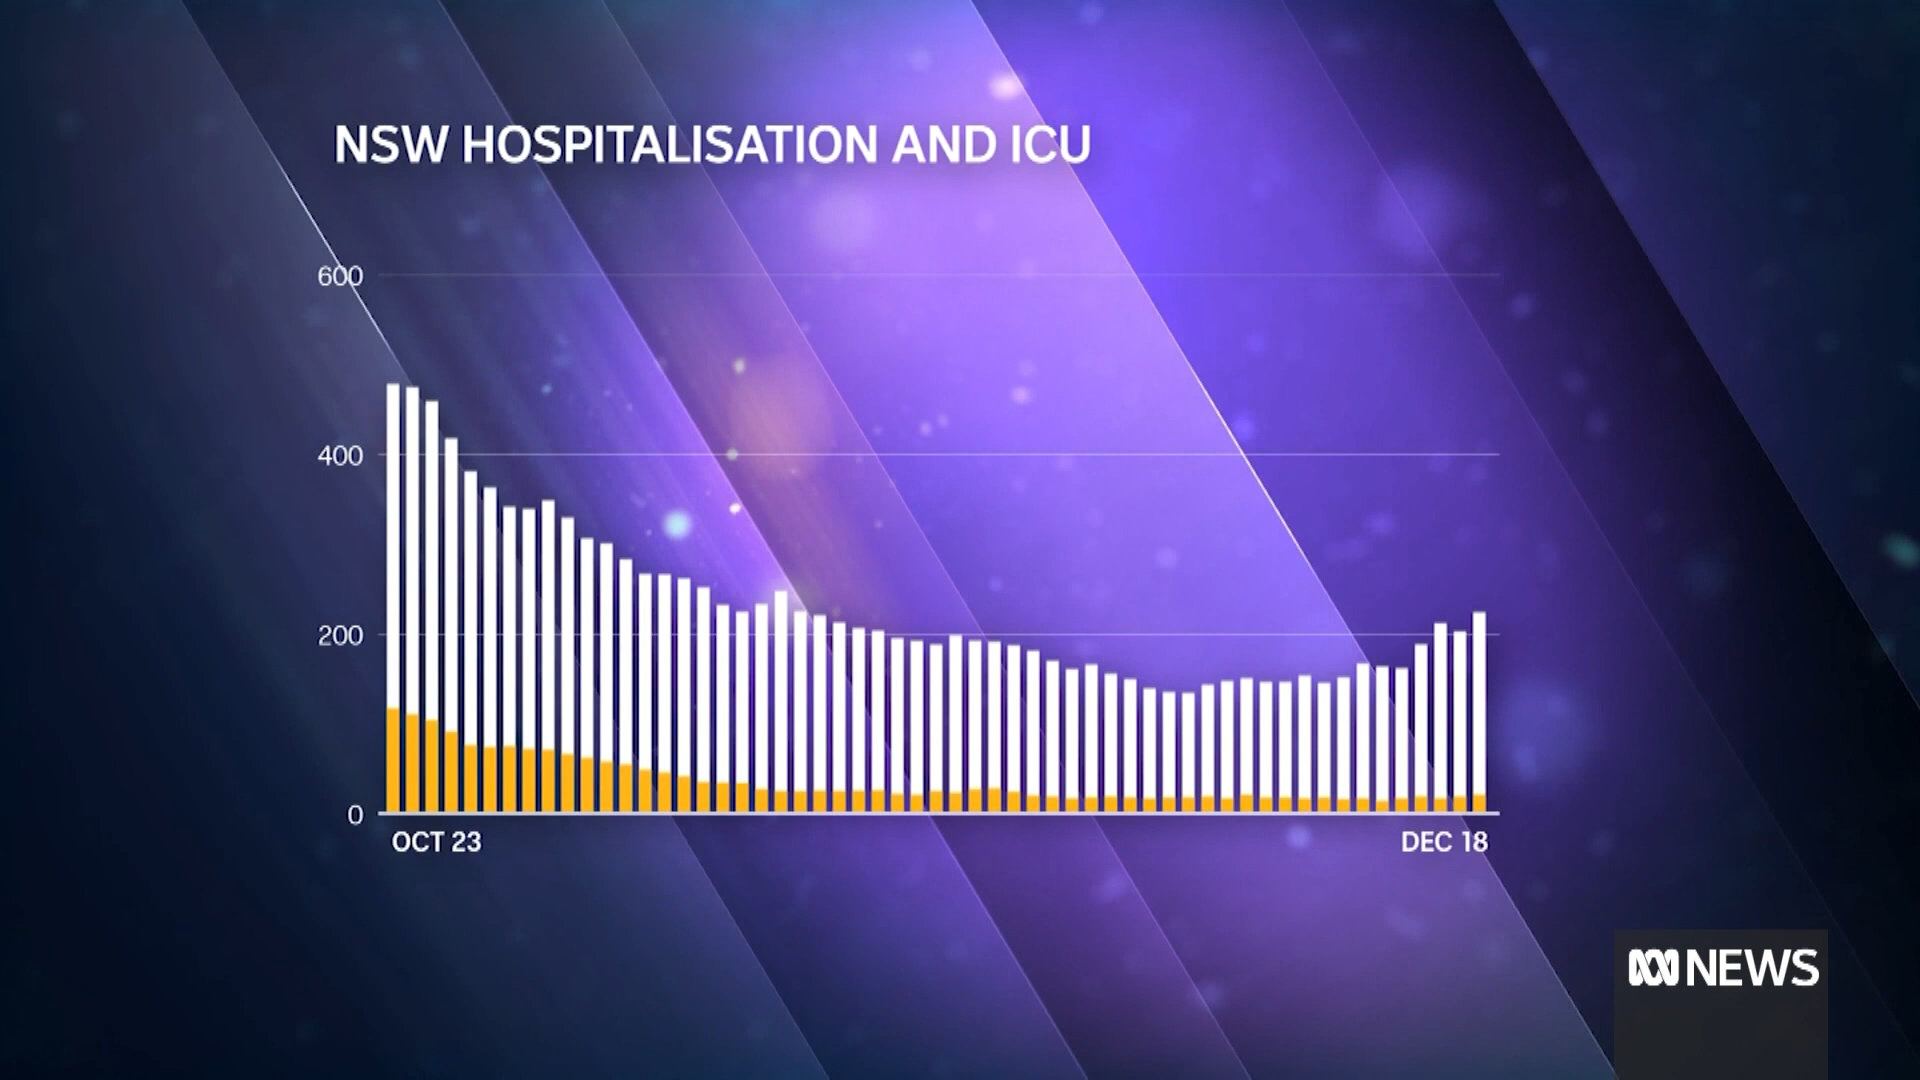 NSW HOSPITALISATION AND ICU
600
400
200
0
OCT 23
DEC 18
NEWS